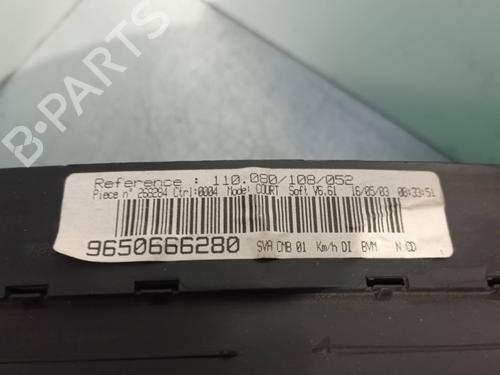 B-PARTS
Reference : 110.080/108/052
Piece n° 268284 Ctrl:0004 Mode: COURT Soft V6.61 16/05/03 08:33:51
9650666280 SVA CMB 01 Km/h DI BVM N CD